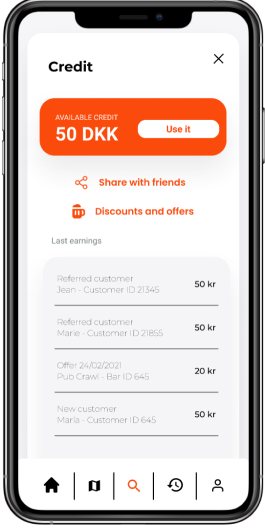 Credit
AVAILABLE CREDIT
50 DKK
Use it
Share with friends
Discounts and offers
Last earnings
Referred customer
Jean - Customer ID 21345
50 kr
Referred customer
Marie - Customer ID 21855
50 kr
Offer 24/02/2021
Pub Crawl - Bar ID 645
20 kr
New customer
Maria - Customer ID 645
50 kr